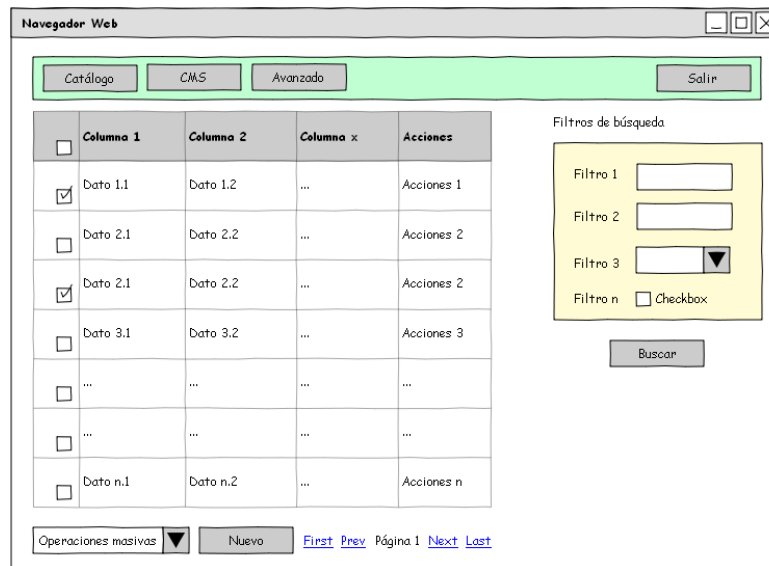 Navegador Web
Catálogo CMS Avanzado Salir
Filtros de búsqueda
Columna 1 Columna 2 Columna x Acciones
Dato 1.1 Dato 1.2 ... Acciones 1
Dato 2.1 Dato 2.2 ... Acciones 2
Dato 2.1 Dato 2.2 ... Acciones 2
Dato 3.1 Dato 3.2 ... Acciones 3
... ... ... ...
... ... ... ...
Dato n.1 Dato n.2 ... Acciones n
Filtro 1
Filtro 2
Filtro 3
Filtro n Checkbox
Buscar
Operaciones masivas Nuevo First Prev Página 1 Next Last